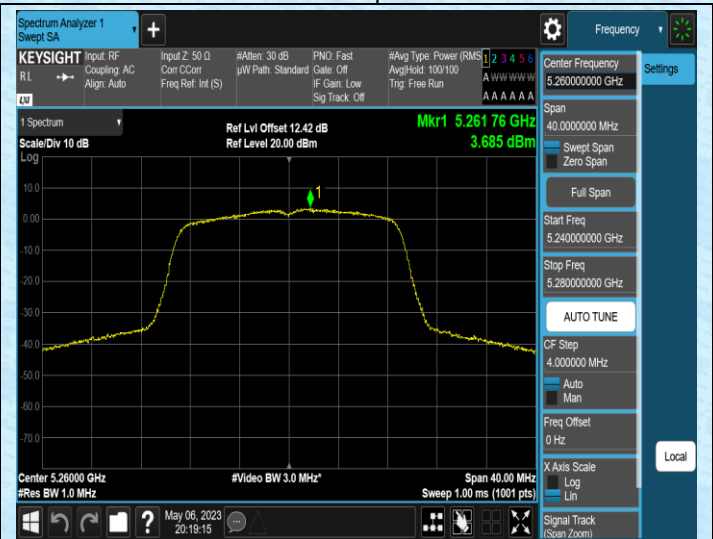 Spectrum Analyzer 1
Swept SA
Frequency
KEYSIGHT
RL
LXI
Input: RF
Coupling: AC
Align: Auto
Input Z: 50 Ω
Corr CCorr
Freq Ref: Int (S)
#Atten: 30 dB
µW Path: Standard
PNO: Fast
Gate: Off
IF Gain: Low
Sig Track: Off
#Avg Type: Power (RMS
Avg|Hold: 100/100
Trig: Free Run
1 2 3 4 5 6
A W W W W W
A A A A A A
1 Spectrum
Scale/Div 10 dB
Log
Ref Lvl Offset 12.42 dB
Ref Level 20.00 dBm
Mkr1 5.261 76 GHz
3.685 dBm
1
10.0
0.00
-10.0
-20.0
-30.0
-40.0
-50.0
-60.0
-70.0
Center 5.26000 GHz
#Res BW 1.0 MHz
#Video BW 3.0 MHz*
Span 40.00 MHz
Sweep 1.00 ms (1001 pts)
Center Frequency
5.260000000 GHz
Settings
Span
40.0000000 MHz
Swept Span
Zero Span
Full Span
Start Freq
5.240000000 GHz
Stop Freq
5.280000000 GHz
AUTO TUNE
CF Step
4.000000 MHz
Auto
Man
Freq Offset
0 Hz
X Axis Scale
Log
Lin
Local
Signal Track
(Span Zoom)
?
May 06, 2023
20:19:15